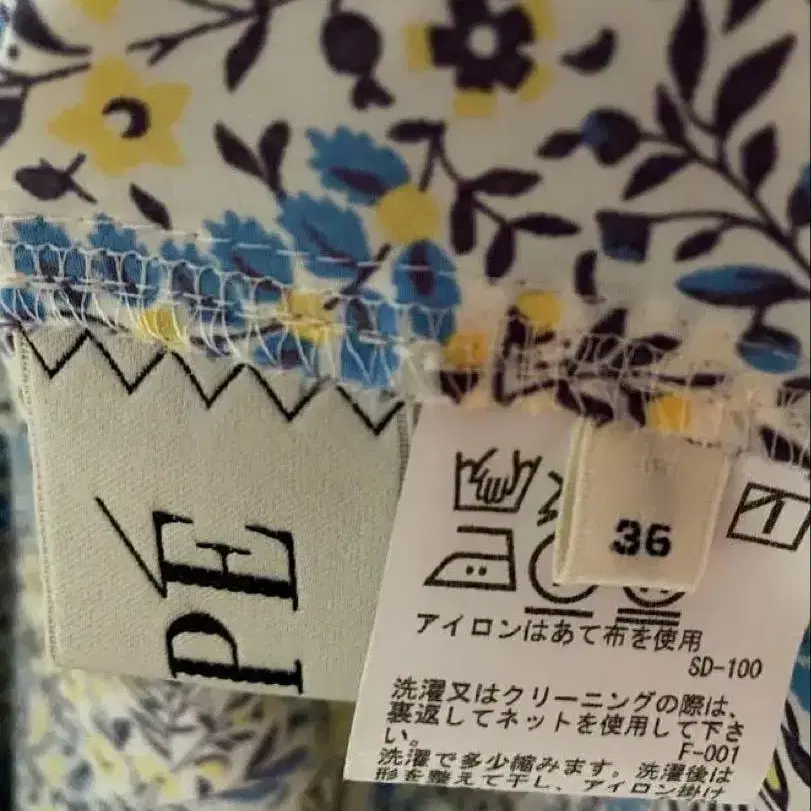 PÉ
36
アイロンはあて布を使用
SD-100
洗濯又はクリーニングの際は、
裏返してネットを使用して下さ
い。
F-001
洗濯で多少縮みます。洗濯後は
形を整えて干し、アイロン掛け